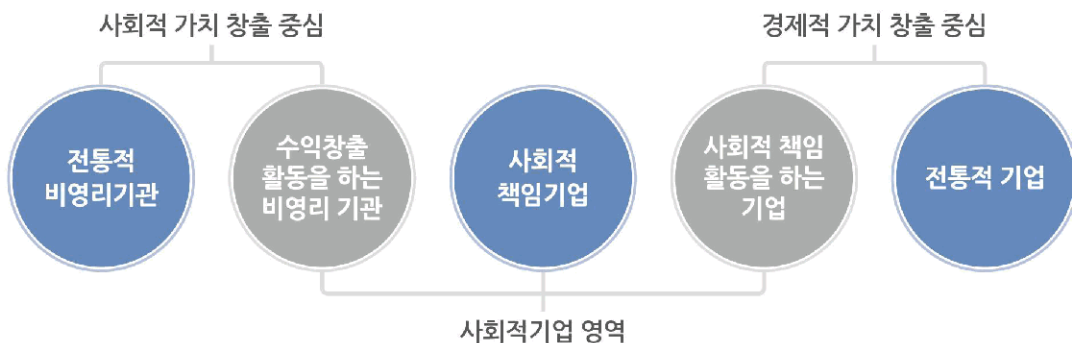 사회적 가치 창출 중심
경제적 가치 창출 중심
전통적
비영리기관
수익창출
활동을 하는
비영리 기관
사회적
책임기업
사회적 책임
활동을 하는
기업
전통적 기업
사회적기업 영역